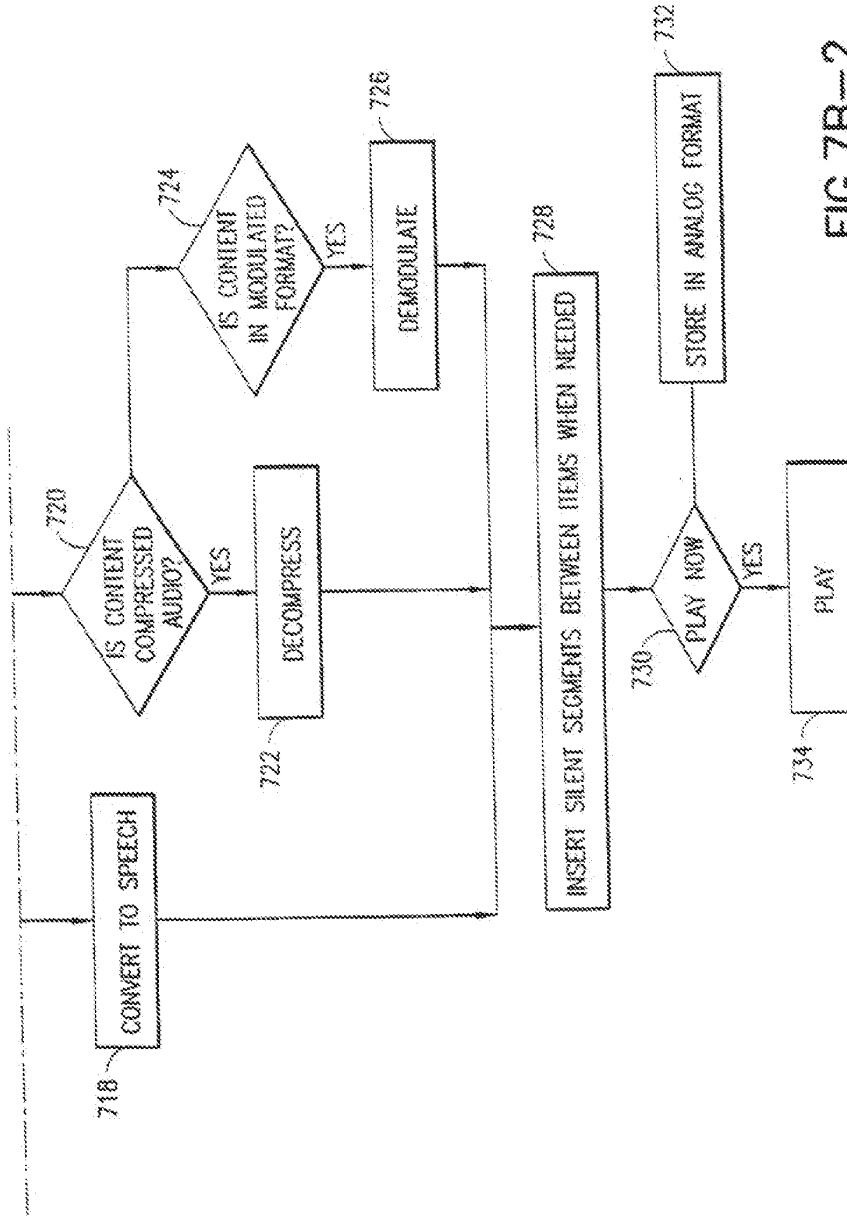 718
CONVERT TO SPEECH
720
IS CONTENT
COMPRESSED
AUDIO?
YES
722
DECOMPRESS
724
IS CONTENT
IN MODULATED
FORMAT?
YES
726
DEMODULATE
728
INSERT SILENT SEGMENTS BETWEEN ITEMS WHEN NEEDED
730
PLAY NOW
YES
732
STORE IN ANALOG FORMAT
734
PLAY
FIG.7B-2